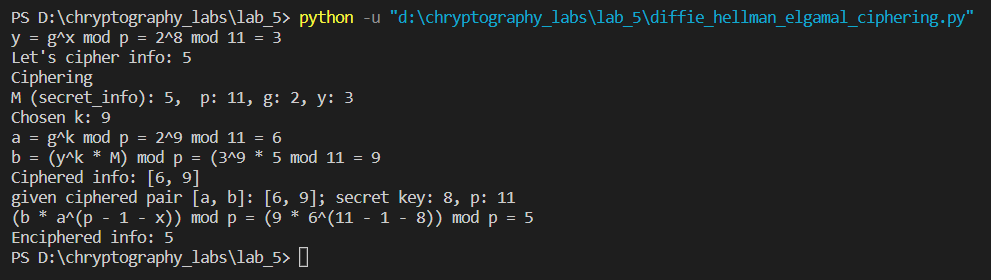 PS D:\chryptography_labs\lab_5> python -u "d:\chryptography_labs\lab_5\diffie_hellman_elgamal_ciphering.py"
y = g^x mod p = 2^8 mod 11 = 3
Let's cipher info: 5
Ciphering
M (secret_info): 5,  p: 11, g: 2, y: 3
Chosen k: 9
a = g^k mod p = 2^9 mod 11 = 6
b = (y^k * M) mod p = (3^9 * 5 mod 11 = 9
Ciphered info: [6, 9]
given ciphered pair [a, b]: [6, 9]; secret key: 8, p: 11
(b * a^(p - 1 - x)) mod p = (9 * 6^(11 - 1 - 8)) mod p = 5
Enciphered info: 5
PS D:\chryptography_labs\lab_5>